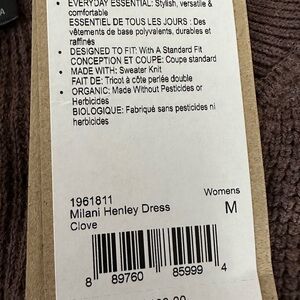 • EVERYDAY ESSENTIAL: Stylish, versatile &
comfortable
ESSENTIEL DE TOUS LES JOURS : Des
vêtements de base polyvalents, durables et
raffinés
• DESIGNED TO FIT: With A Standard Fit
CONCEPTION ET COUPE: Coupe standard
• MADE WITH: Sweater Knit
FAIT DE: Tricot à côte perlée double
• ORGANIC: Made Without Pesticides or
Herbicides
BIOLOGIQUE: Fabriqué sans pesticides ni
herbicides
1961811 Womens
Milani Henley Dress M
Clove
8 89760 85999 4